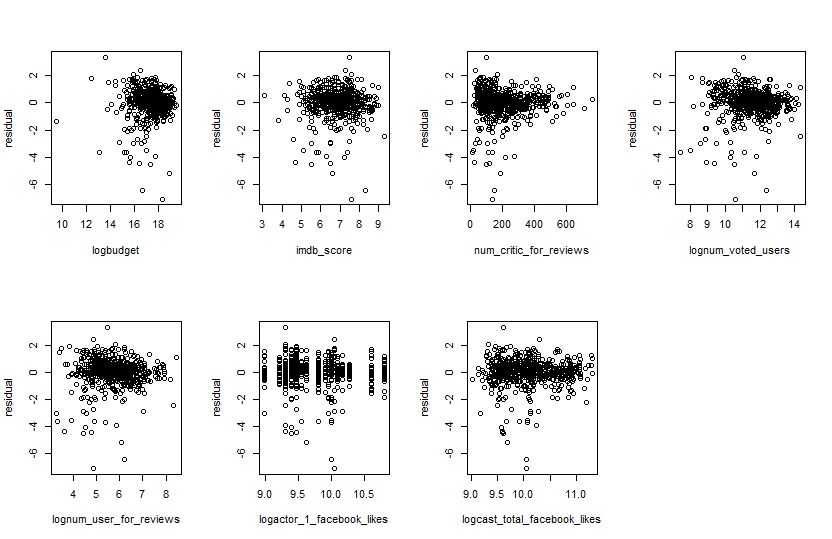 residual
2
0
-2
-4
-6
10 12 14 16 18
logbudget
residual
2
0
-2
-4
-6
3 4 5 6 7 8 9
imdb_score
residual
2
0
-2
-4
-6
0 200 400 600
num_critic_for_reviews
residual
2
0
-2
-4
-6
8 9 10 12 14
lognum_voted_users
residual
2
0
-2
-4
-6
4 5 6 7 8
lognum_user_for_reviews
residual
2
0
-2
-4
-6
9.0 9.5 10.0 10.5
logactor_1_facebook_likes
residual
2
0
-2
-4
-6
9.0 9.5 10.0 11.0
logcast_total_facebook_likes